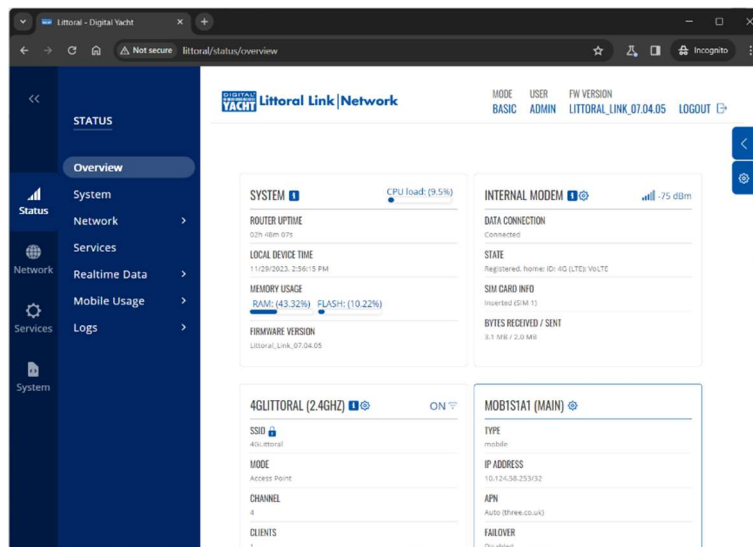 Littoral - Digital Yacht
Not secure
littoral/status/overview
Incognito
STATUS
Overview
System
Network
Services
Realtime Data
Mobile Usage
Logs
Status
Network
Services
System
DIGITAL YACHT
Littoral Link|Network
MODE USER FW VERSION
BASIC ADMIN LITTORAL_LINK_07.04.05 LOGOUT
SYSTEM
CPU load: (9.5%)
ROUTER UPTIME
02h 48m 07s
LOCAL DEVICE TIME
11/29/2023, 2:56:15 PM
MEMORY USAGE
RAM: (43.32%) FLASH: (10.22%)
FIRMWARE VERSION
Littoral_Link_07.04.05
INTERNAL MODEM
-75 dBm
DATA CONNECTION
Connected
STATE
Registered, home; ID: 4G (LTE); VoLTE
SIM CARD INFO
Inserted (SIM 1)
BYTES RECEIVED / SENT
3.1 MB / 2.0 MB
4GLITTORAL (2.4GHZ)
ON
SSID
4GLittoral
MODE
Access Point
CHANNEL
4
CLIENTS
1
MOB1S1A1 (MAIN)
TYPE
mobile
IP ADDRESS
10.124.58.253/32
APN
Auto (three.co.uk)
FAILOVER
Disabled